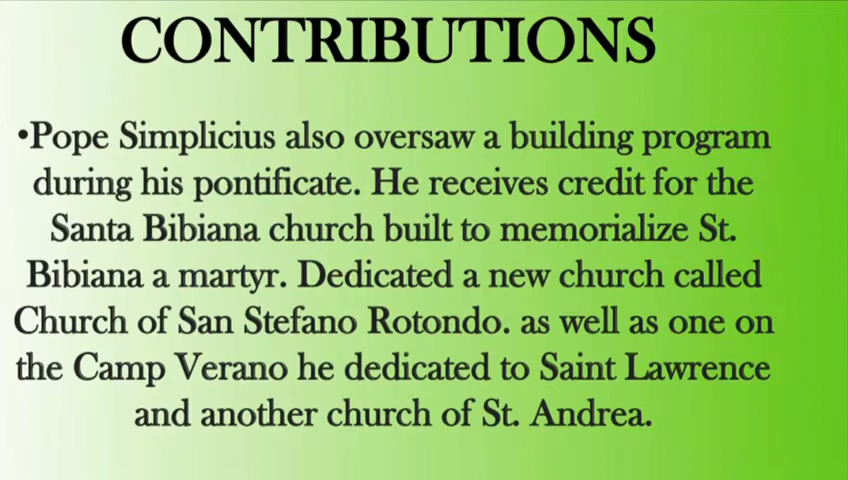 CONTRIBUTIONS
•Pope Simplicius also oversaw a building program
during his pontificate. He receives credit for the
Santa Bibiana church built to memorialize St.
Bibiana a martyr. Dedicated a new church called
Church of San Stefano Rotondo. as well as one on
the Camp Verano he dedicated to Saint Lawrence
and another church of St. Andrea.